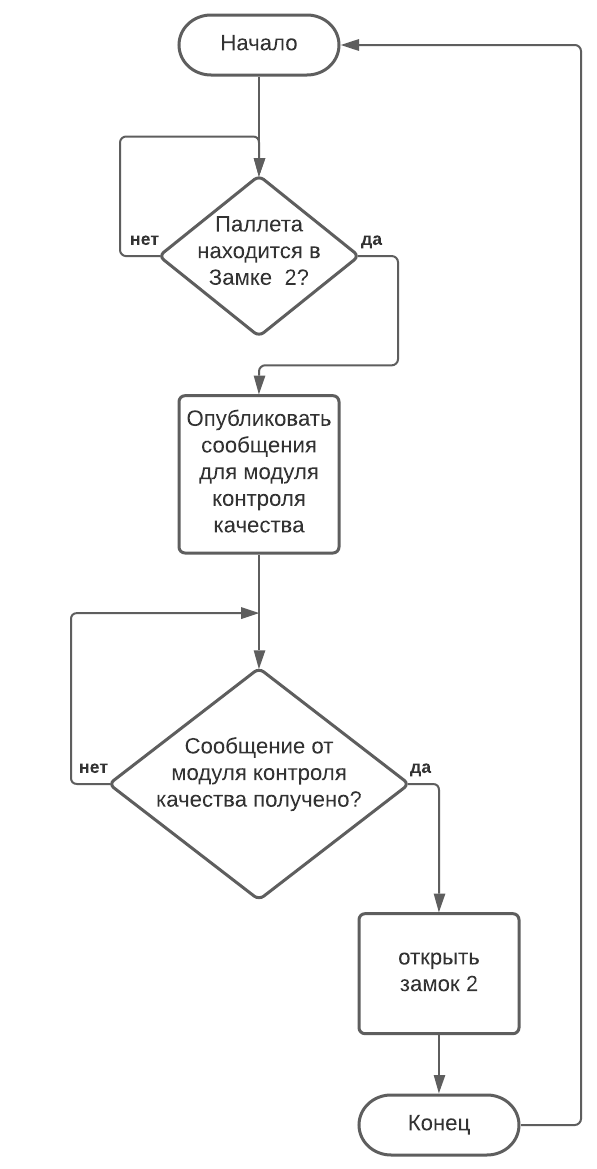 Начало
Паллета
находится в
Замке 2?
нет
да
Опубликовать
сообщения
для модуля
контроля
качества
Сообщение от
модуля контроля
качества получено?
нет
да
открыть
замок 2
Конец